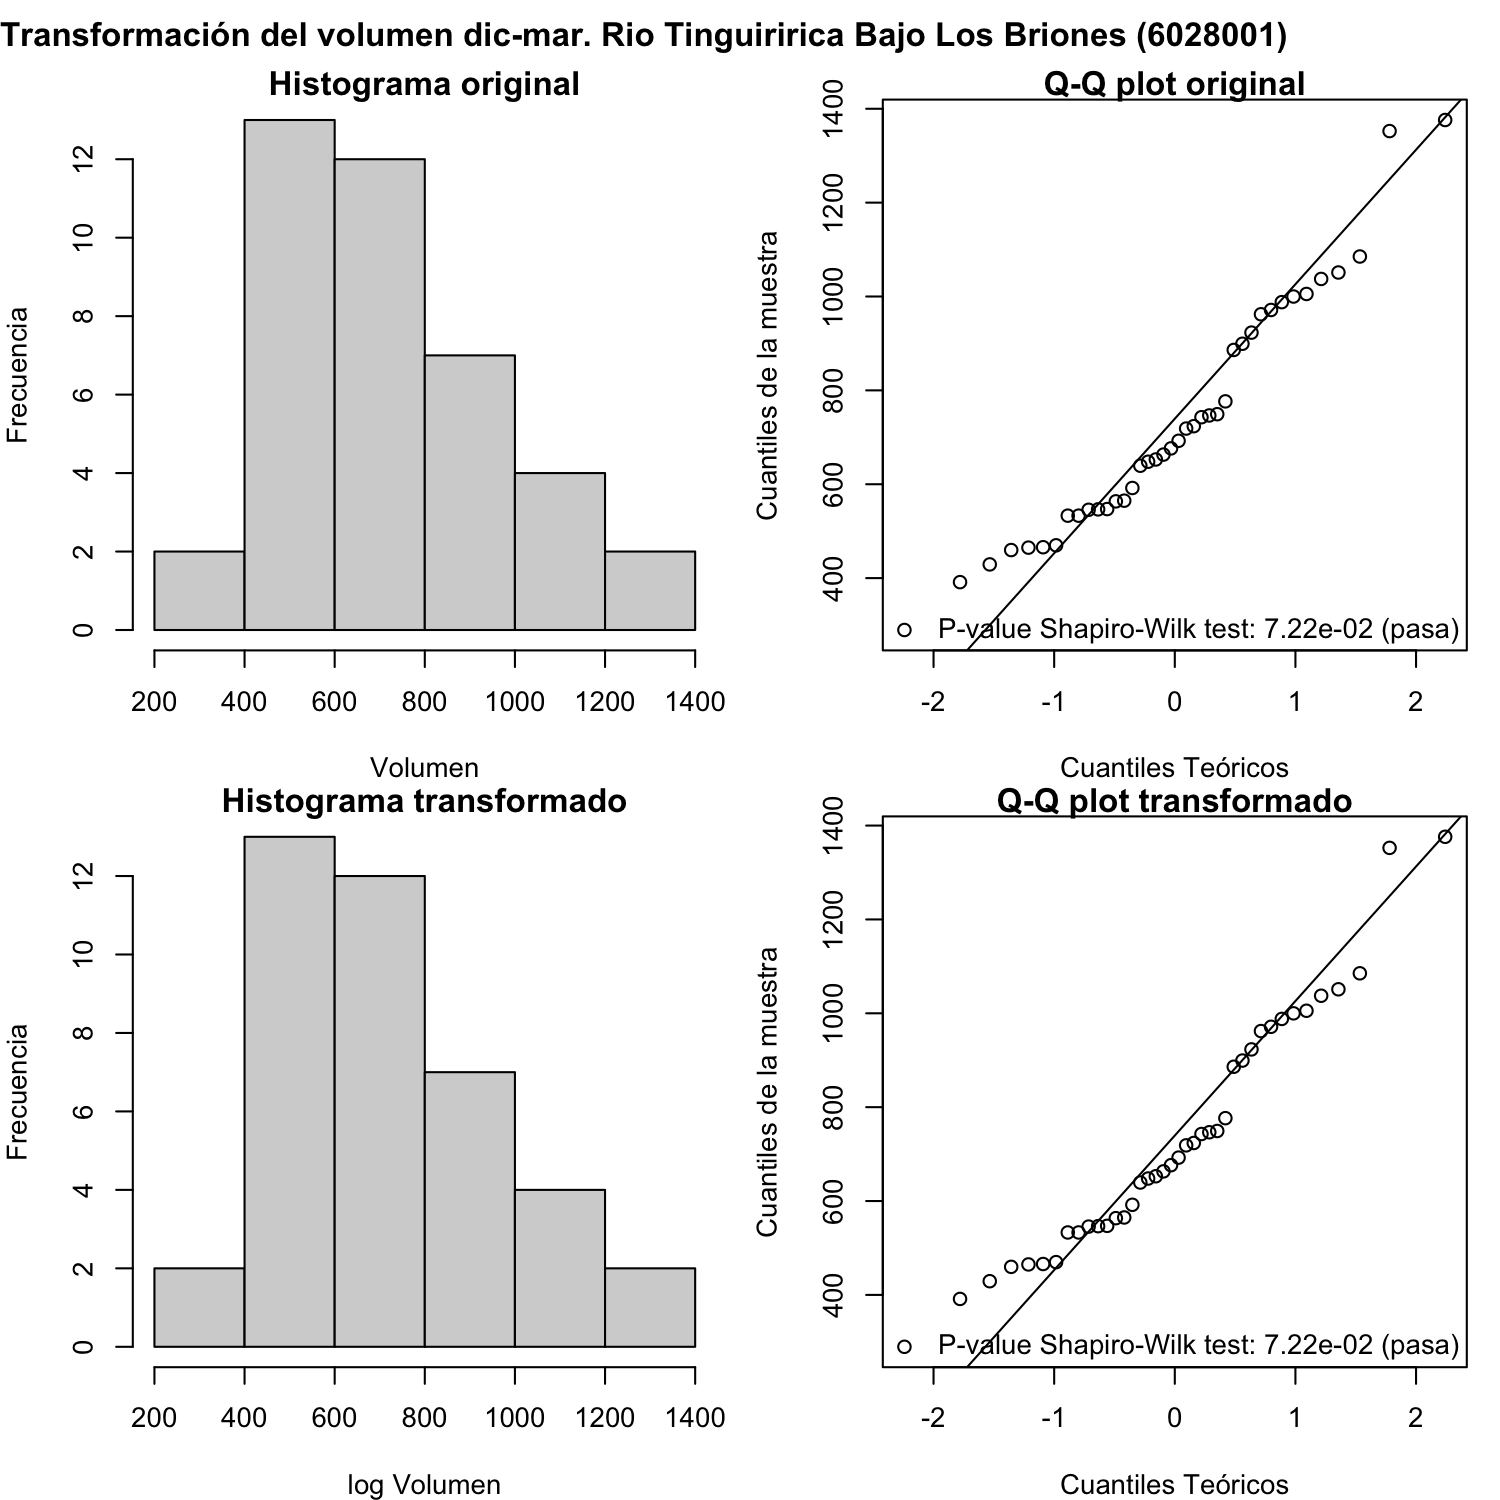 Transformación del volumen dic-mar. Rio Tinguiririca Bajo Los Briones (6028001)
Histograma original
Frecuencia
0 2 4 6 8 10 12
200 400 600 800 1000 1200 1400
Volumen
Q-Q plot original
Cuantiles de la muestra
400 600 800 1000 1200 1400
P-value Shapiro-Wilk test: 7.22e-02 (pasa)
-2 -1 0 1 2
Cuantiles Teóricos
Histograma transformado
Frecuencia
0 2 4 6 8 10 12
200 400 600 800 1000 1200 1400
log Volumen
Q-Q plot transformado
Cuantiles de la muestra
400 600 800 1000 1200 1400
P-value Shapiro-Wilk test: 7.22e-02 (pasa)
-2 -1 0 1 2
Cuantiles Teóricos